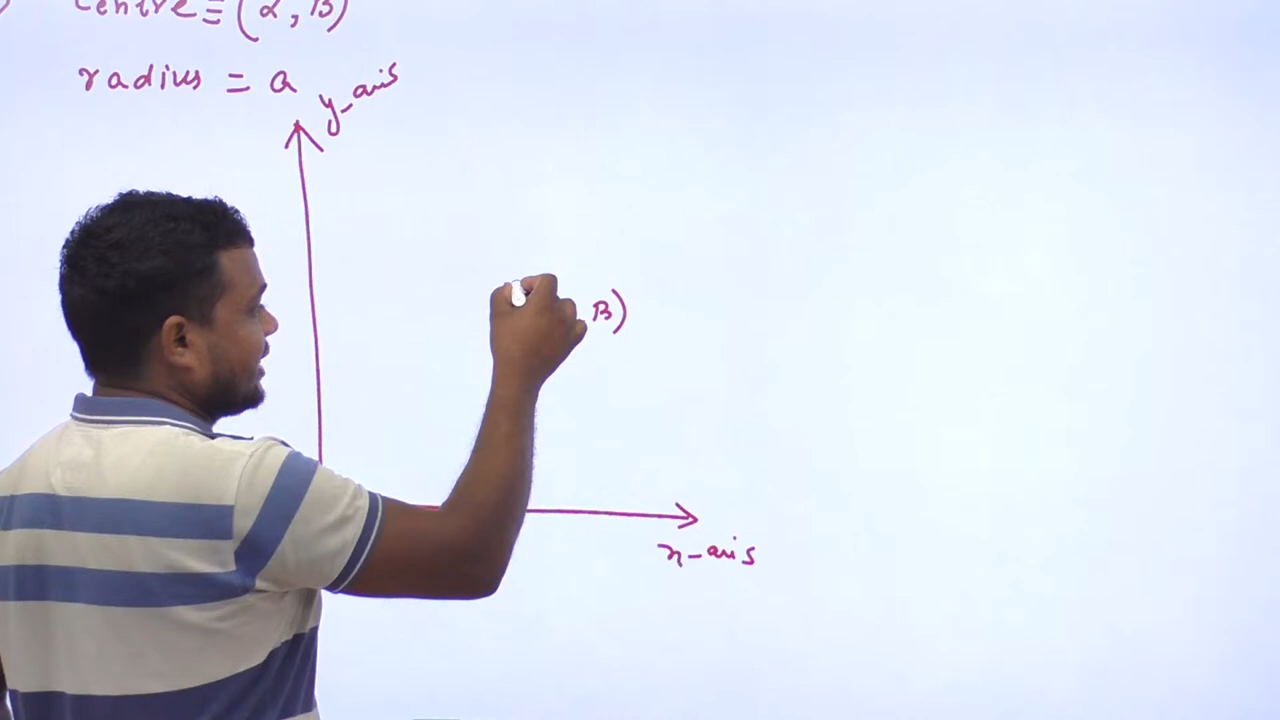 Centre ≡ (α, β)
radius = a
y-axis
β)
x-axis